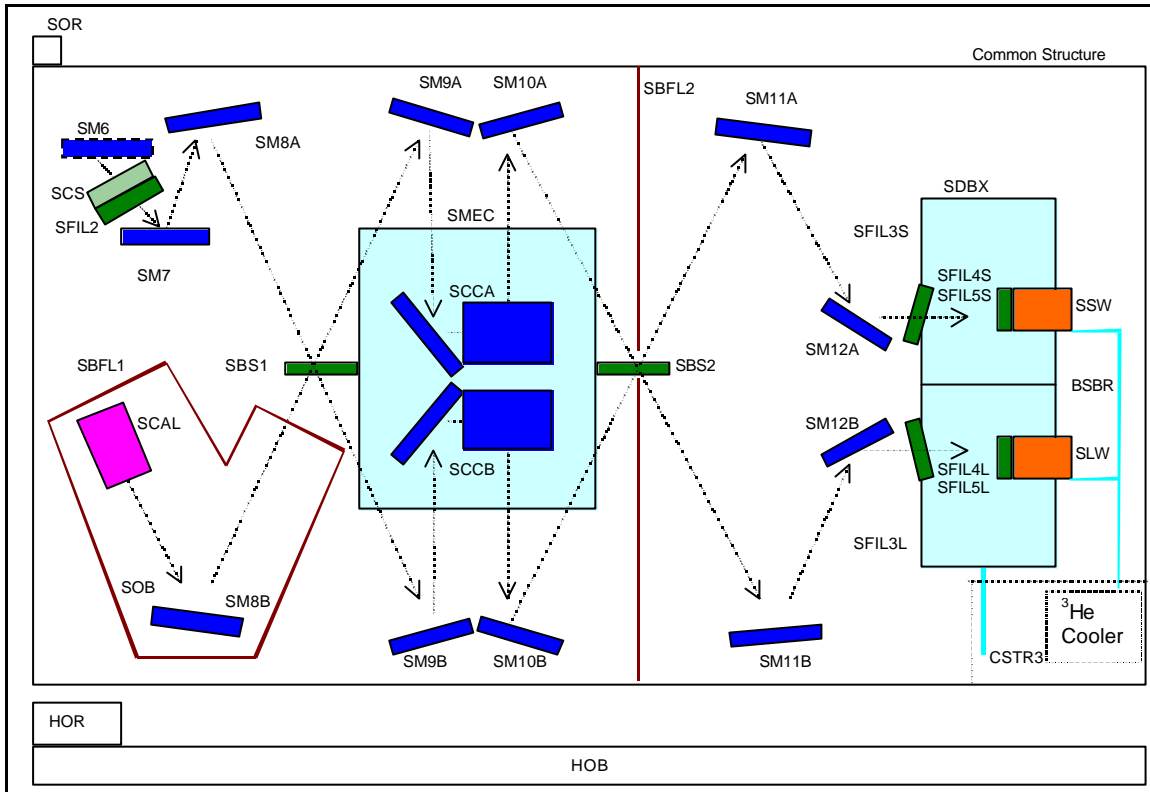 SOR
Common Structure
SM9A
SM10A
SBFL2
SM11A
SM6
SM8A
SCS
SFIL2
SM7
SMEC
SDBX
SFIL3S
SCCA
SFIL4S
SFIL5S
SSW
SM12A
SBFL1
SBS1
SBS2
BSBR
SCAL
SM12B
SCCB
SLW
SFIL4L
SFIL5L
SFIL3L
SOB
SM8B
3He
Cooler
SM9B
SM10B
SM11B
CSTR3
HOR
HOB